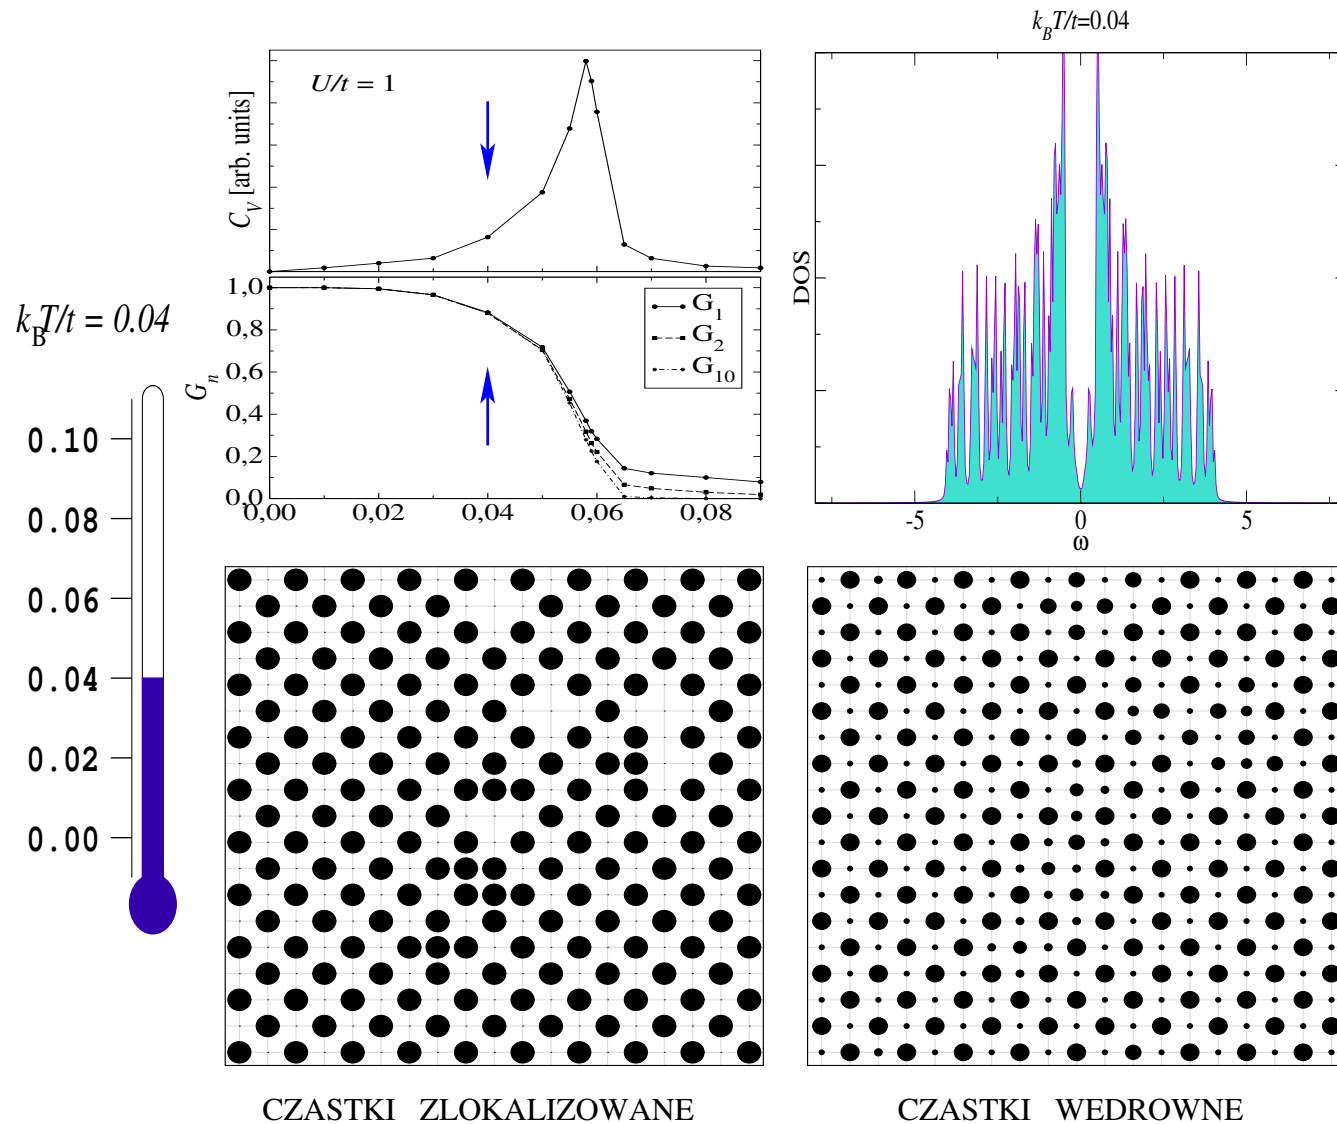 k_BT/t=0.04
U/t = 1
C_V [arb. units]
k_BT/t = 0.04
0.10
0.08
0.06
0.04
0.02
0.00
G_n
1,0
0,8
0,6
0,4
0,2
0,0
G_1
G_2
G_10
0,00 0,02 0,04 0,06 0,08
DOS
-5 0 5
ω
CZASTKI ZLOKALIZOWANE
CZASTKI WEDROWNE